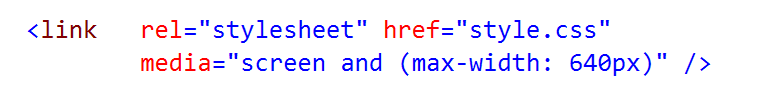 <link rel="stylesheet" href="style.css"
media="screen and (max-width: 640px)" />